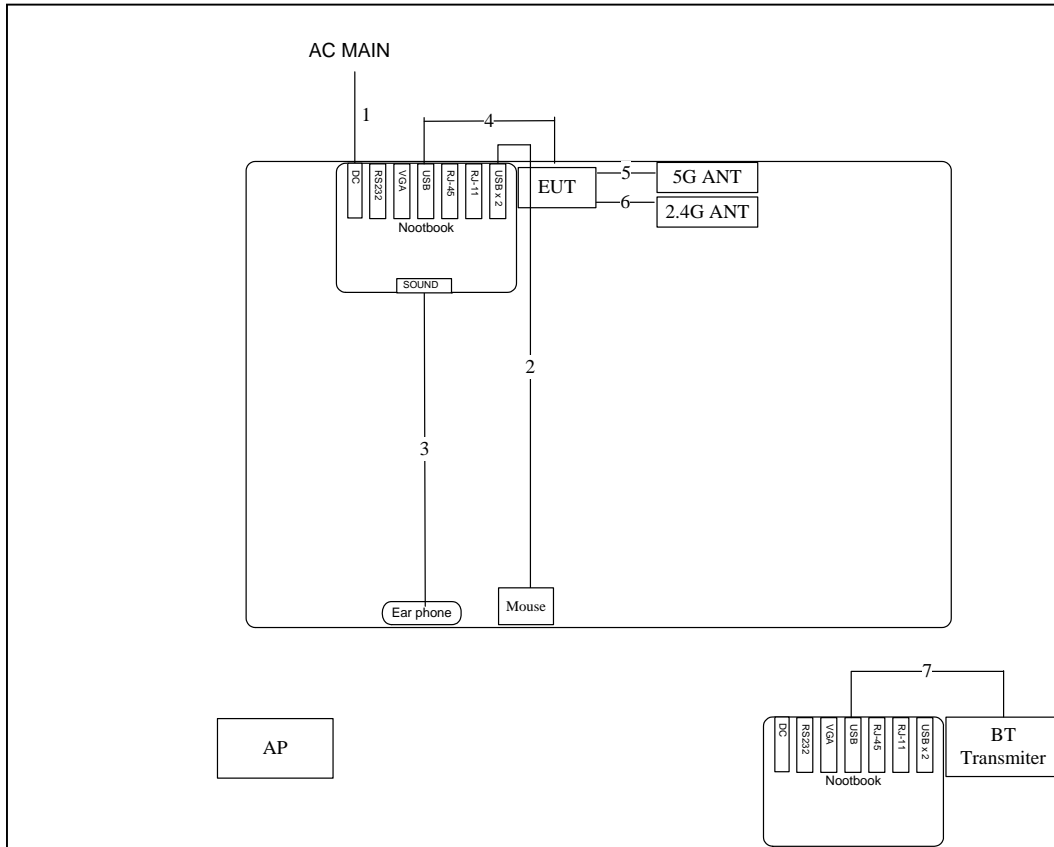 AC MAIN
1
4
DC
RS232
VGA
USB
RJ-45
RJ-11
USB x 2
Nootbook
SOUND
EUT
5
5G ANT
6
2.4G ANT
2
3
Ear phone
Mouse
7
AP
DC
RS232
VGA
USB
RJ-45
RJ-11
USB x 2
Nootbook
BT
Transmiter